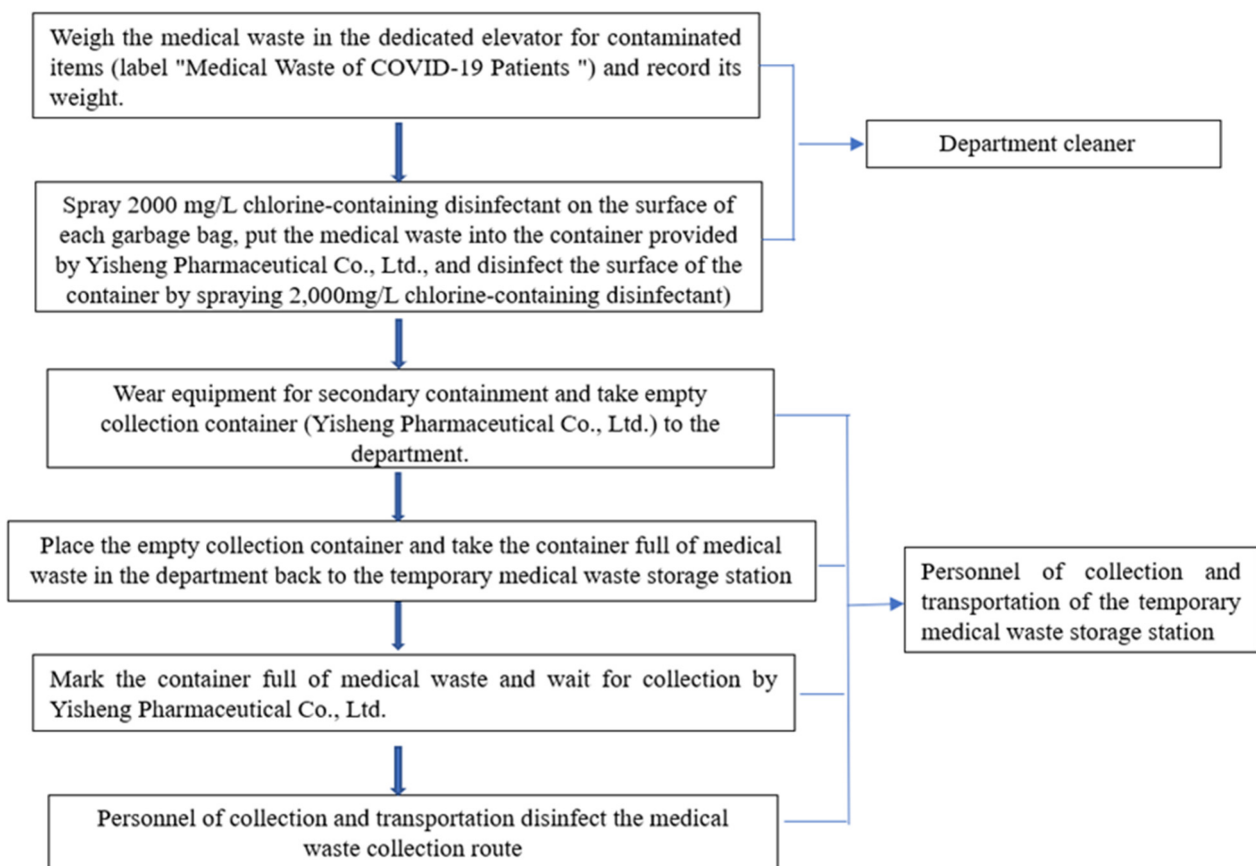 Weigh the medical waste in the dedicated elevator for contaminated
items (label "Medical Waste of COVID-19 Patients ") and record its
weight.
Department cleaner
Spray 2000 mg/L chlorine-containing disinfectant on the surface of
each garbage bag, put the medical waste into the container provided
by Yisheng Pharmaceutical Co., Ltd., and disinfect the surface of the
container by spraying 2,000mg/L chlorine-containing disinfectant)
Wear equipment for secondary containment and take empty
collection container (Yisheng Pharmaceutical Co., Ltd.) to the
department.
Place the empty collection container and take the container full of medical
waste in the department back to the temporary medical waste storage station
Personnel of collection and
transportation of the temporary
medical waste storage station
Mark the container full of medical waste and wait for collection by
Yisheng Pharmaceutical Co., Ltd.
Personnel of collection and transportation disinfect the medical
waste collection route